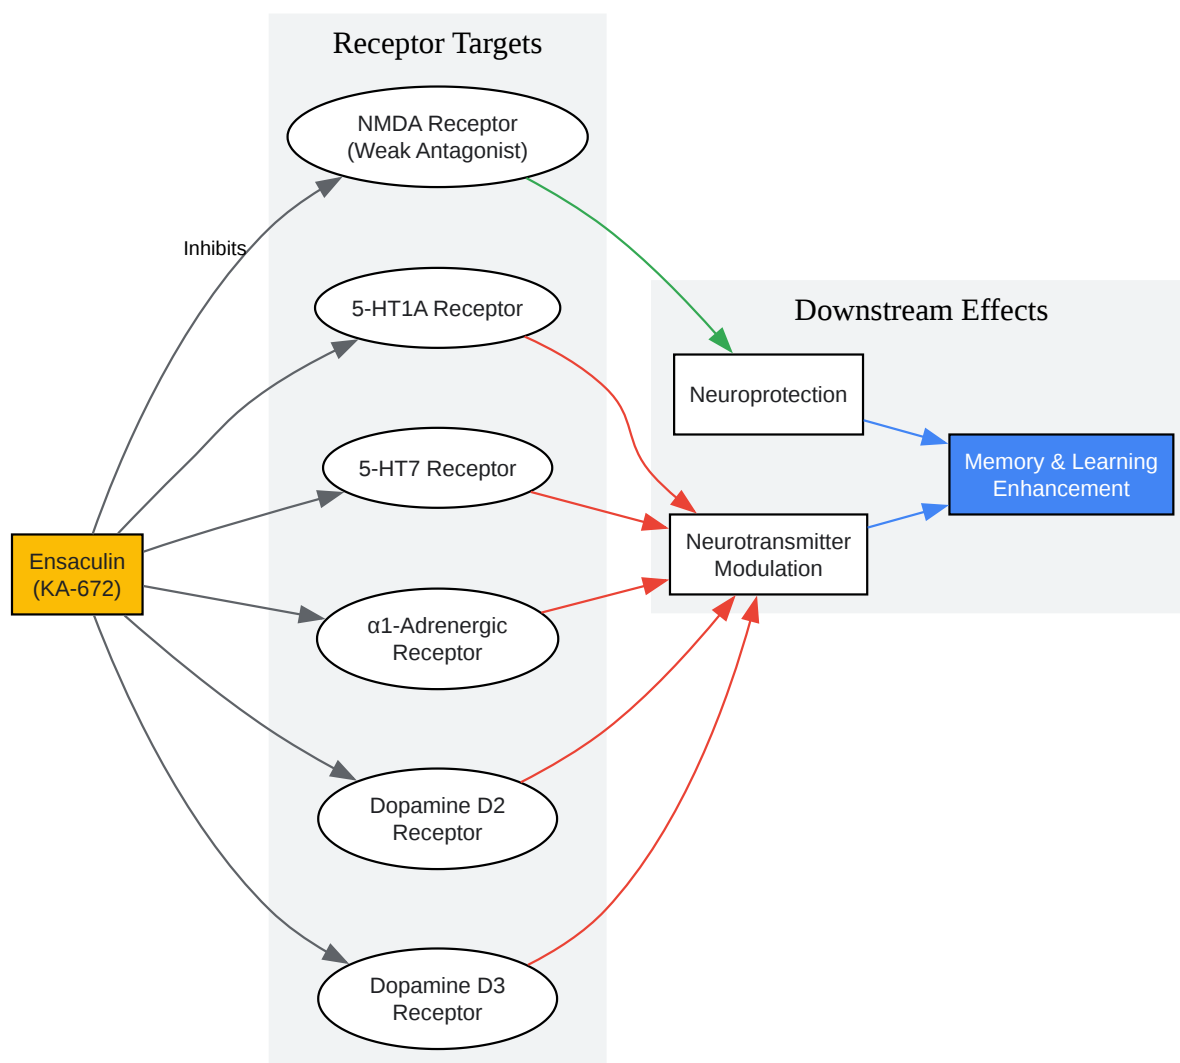 Receptor Targets
NMDA Receptor
(Weak Antagonist)
Inhibits
5-HT1A Receptor
Downstream Effects
Neuroprotection
5-HT7 Receptor
Memory & Learning
Enhancement
Ensaculin
(KA-672)
Neurotransmitter
Modulation
α1-Adrenergic
Receptor
Dopamine D2
Receptor
Dopamine D3
Receptor